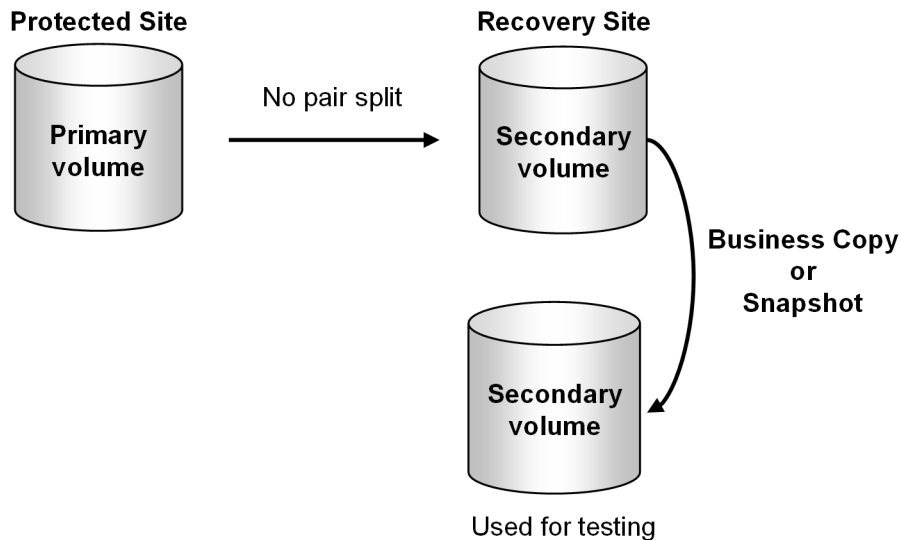 Protected Site
Recovery Site
No pair split
Primary
volume
Secondary
volume
Business Copy
or
Snapshot
Secondary
volume
Used for testing